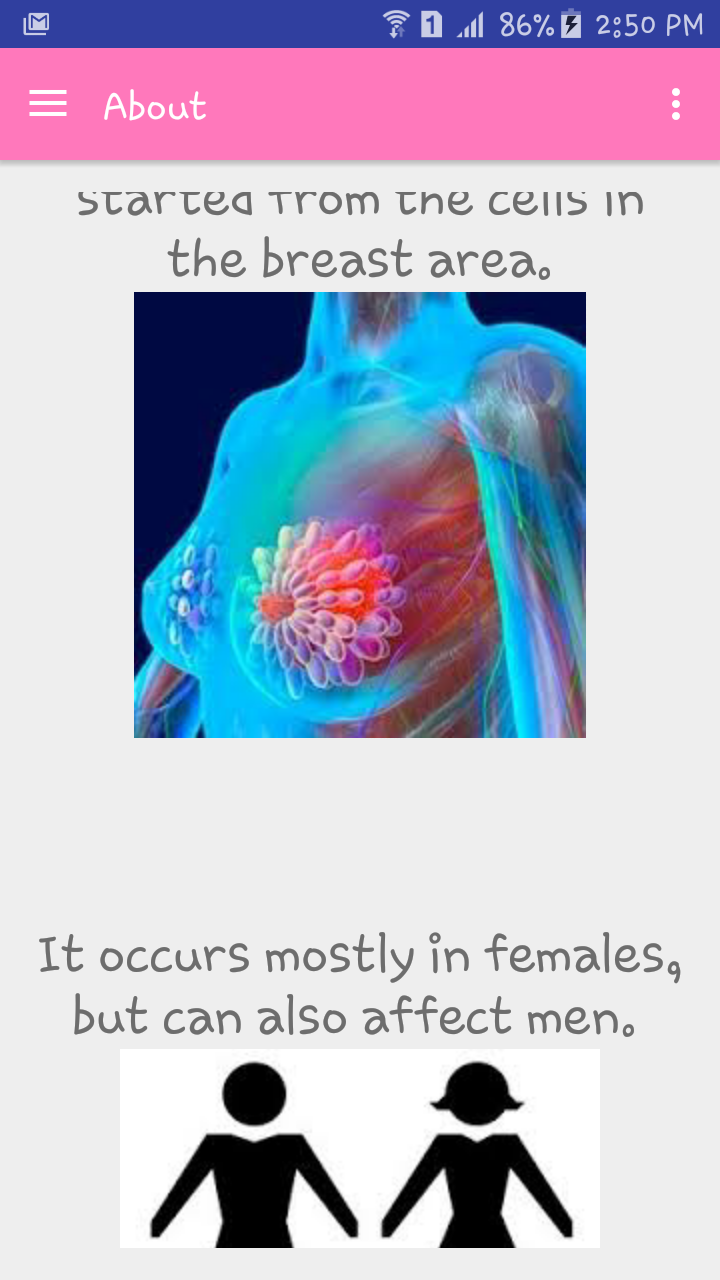 1 86% 2:50 PM
About
started from the cells in
the breast area.
It occurs mostly in females,
but can also affect men.